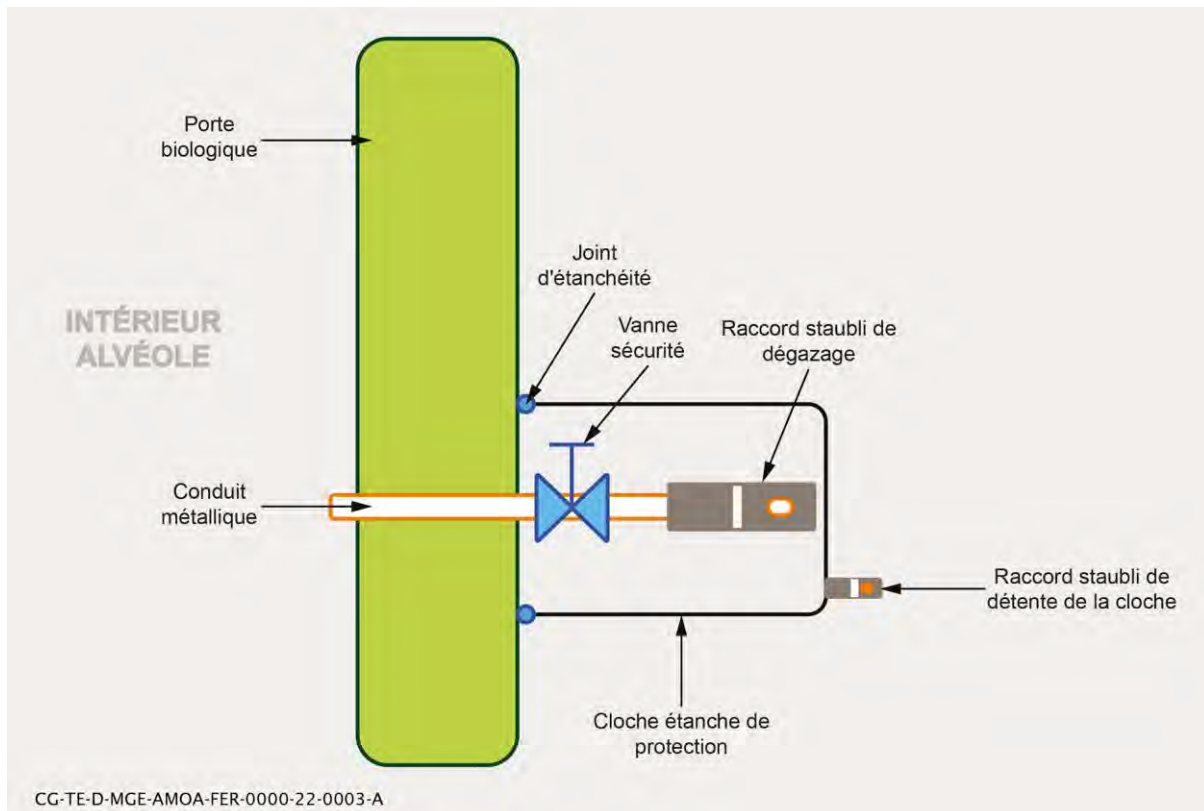 Porte
biologique
Joint
d'étanchéité
Vanne
sécurité
Raccord staubli de
dégazage
INTÉRIEUR
ALVÉOLE
Conduit
métallique
Raccord staubli de
détente de la cloche
Cloche étanche de
protection
CG-TE-D-MGE-AMOA-FER-0000-22-0003-A